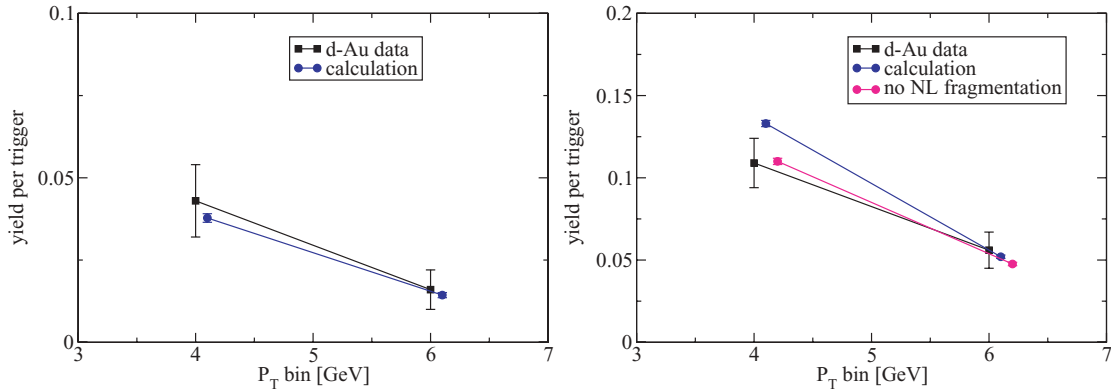 0.1
0.05
0
yield per trigger
d-Au data
calculation
3 4 5 6 7
P_T bin [GeV]
0.2
0.15
0.1
0.05
0
yield per trigger
d-Au data
calculation
no NL fragmentation
3 4 5 6 7
P_T bin [GeV]